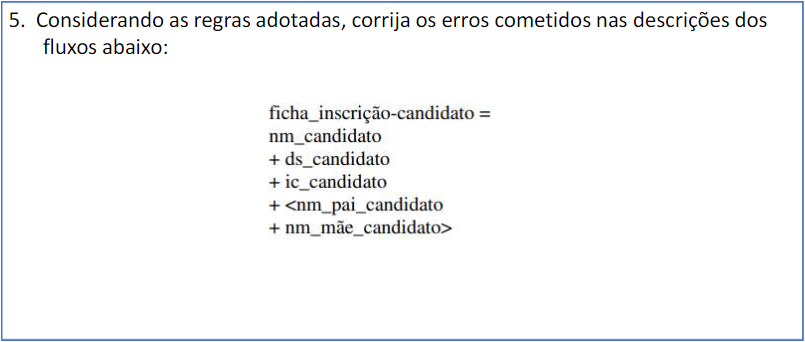 5. Considerando as regras adotadas, corrija os erros cometidos nas descrições dos
fluxos abaixo:
ficha_inscrição-candidato =
nm_candidato
+ ds_candidato
+ ic_candidato
+ <nm_pai_candidato
+ nm_mãe_candidato>